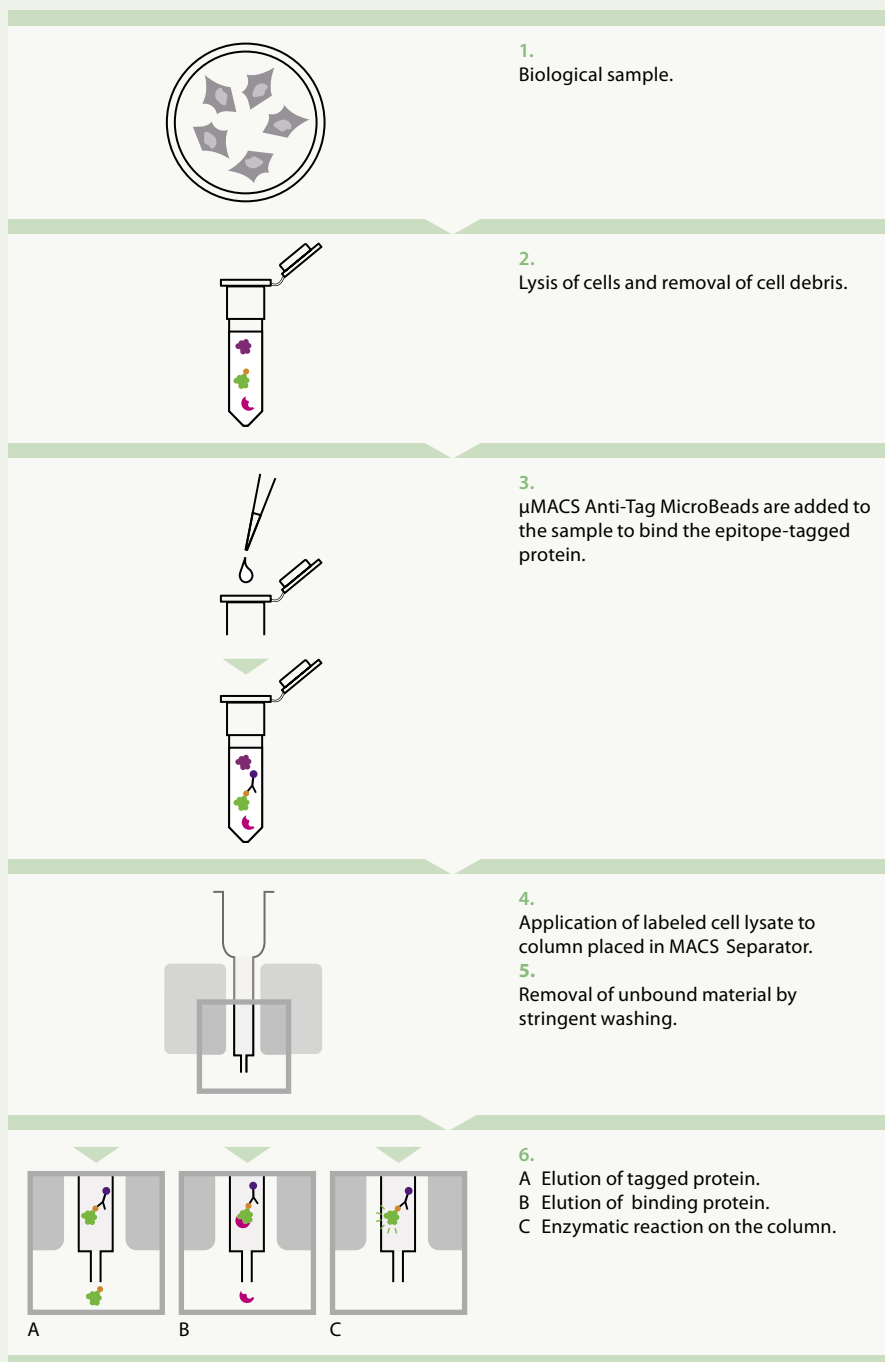 1.
Biological sample.
2.
Lysis of cells and removal of cell debris.
3.
µMACS Anti-Tag MicroBeads are added to
the sample to bind the epitope-tagged
protein.
4.
Application of labeled cell lysate to
column placed in MACS Separator.
5.
Removal of unbound material by
stringent washing.
6.
A Elution of tagged protein.
B Elution of binding protein.
C Enzymatic reaction on the column.
A B C